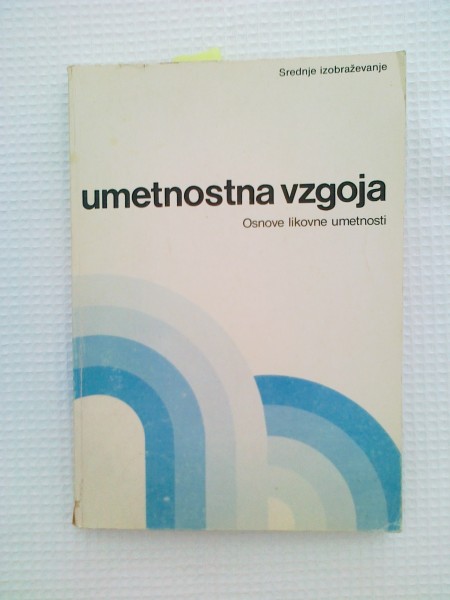 Srednje izobraževanje
umetnostna vzgoja
Osnove likovne umetnosti